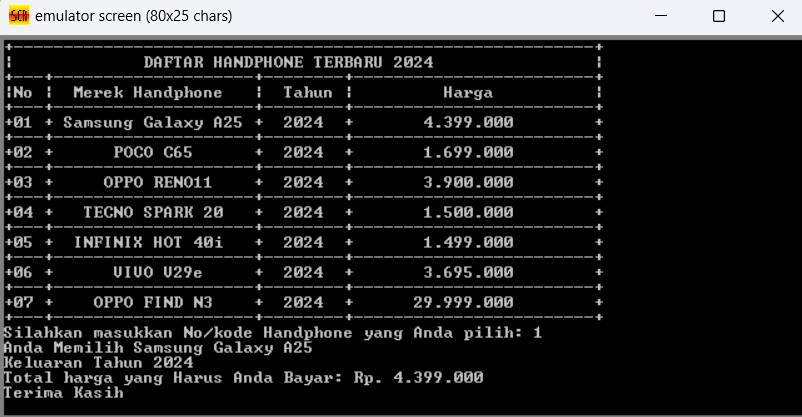 SCR emulator screen (80x25 chars)
+----------------------------------------------------------+
¦ DAFTAR HANDPHONE TERBARU 2024 ¦
+---+--------------------+--------+------------------------+
¦No ¦ Merek Handphone ¦ Tahun ¦ Harga ¦
+---+--------------------+--------+------------------------+
+01 + Samsung Galaxy A25 + 2024 + 4.399.000 +
+---+--------------------+--------+------------------------+
+02 + POCO C65 + 2024 + 1.699.000 +
+---+--------------------+--------+------------------------+
+03 + OPPO RENO11 + 2024 + 3.900.000 +
+---+--------------------+--------+------------------------+
+04 + TECNO SPARK 20 + 2024 + 1.500.000 +
+---+--------------------+--------+------------------------+
+05 + INFINIX HOT 40i + 2024 + 1.499.000 +
+---+--------------------+--------+------------------------+
+06 + VIVO V29e + 2024 + 3.695.000 +
+---+--------------------+--------+------------------------+
+07 + OPPO FIND N3 + 2024 + 29.999.000 +
+---+--------------------+--------+------------------------+
Silahkan masukkan No/kode Handphone yang Anda pilih: 1
Anda Memilih Samsung Galaxy A25
Keluaran Tahun 2024
Total harga yang Harus Anda Bayar: Rp. 4.399.000
Terima Kasih